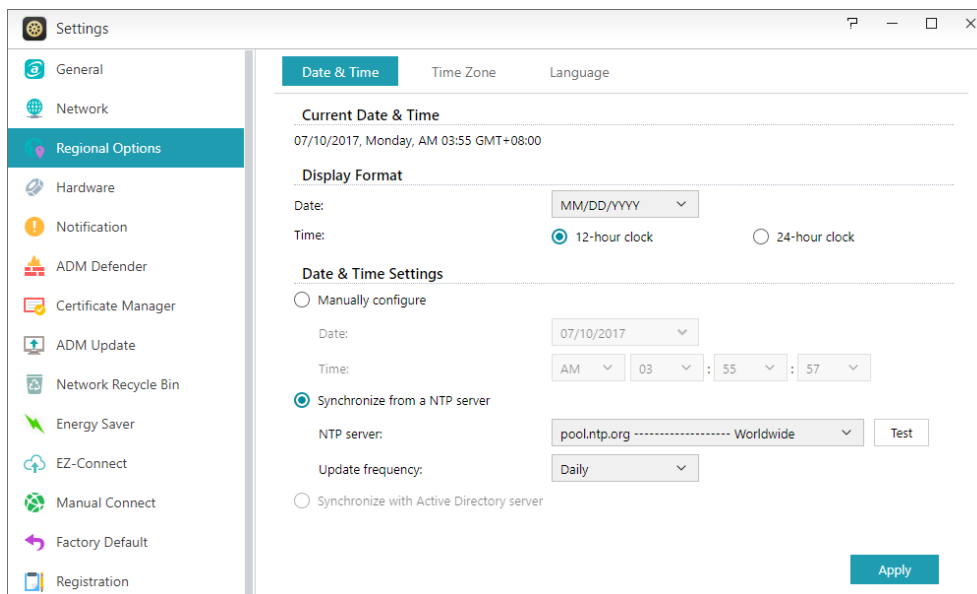 Settings
General
Network
Regional Options
Hardware
Notification
ADM Defender
Certificate Manager
ADM Update
Network Recycle Bin
Energy Saver
EZ-Connect
Manual Connect
Factory Default
Registration
Date & Time Time Zone Language
Current Date & Time
07/10/2017, Monday, AM 03:55 GMT+08:00
Display Format
Date: MM/DD/YYYY
Time: 12-hour clock 24-hour clock
Date & Time Settings
Manually configure
Date: 07/10/2017
Time: AM 03 : 55 : 57
Synchronize from a NTP server
NTP server: pool.ntp.org ------------------- Worldwide Test
Update frequency: Daily
Synchronize with Active Directory server
Apply